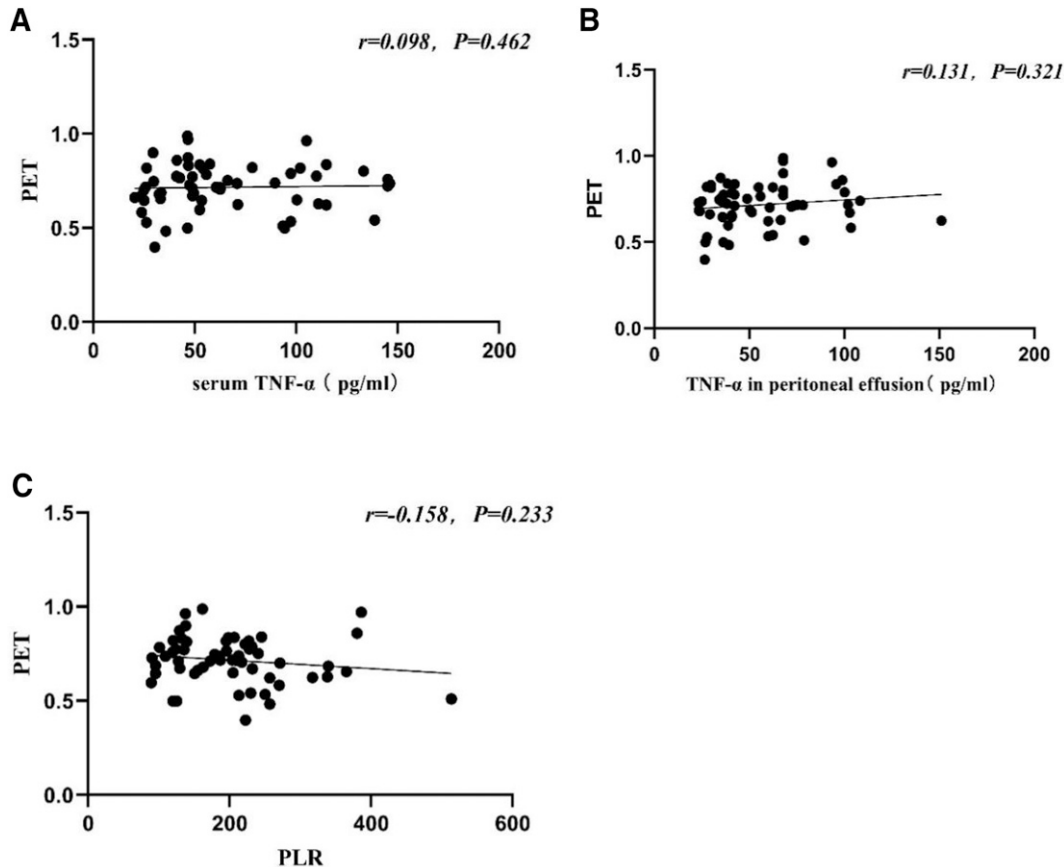 A
r=0.098, P=0.462
1.5
1.0
0.5
0.0
PET
0
50
100
150
200
serum TNF-α ( pg/ml)
B
r=0.131, P=0.321
1.5
1.0
0.5
0.0
PET
0
50
100
150
200
TNF-α in peritoneal effusion( pg/ml)
C
r=-0.158, P=0.233
1.5
1.0
0.5
0.0
PET
0
200
400
600
PLR